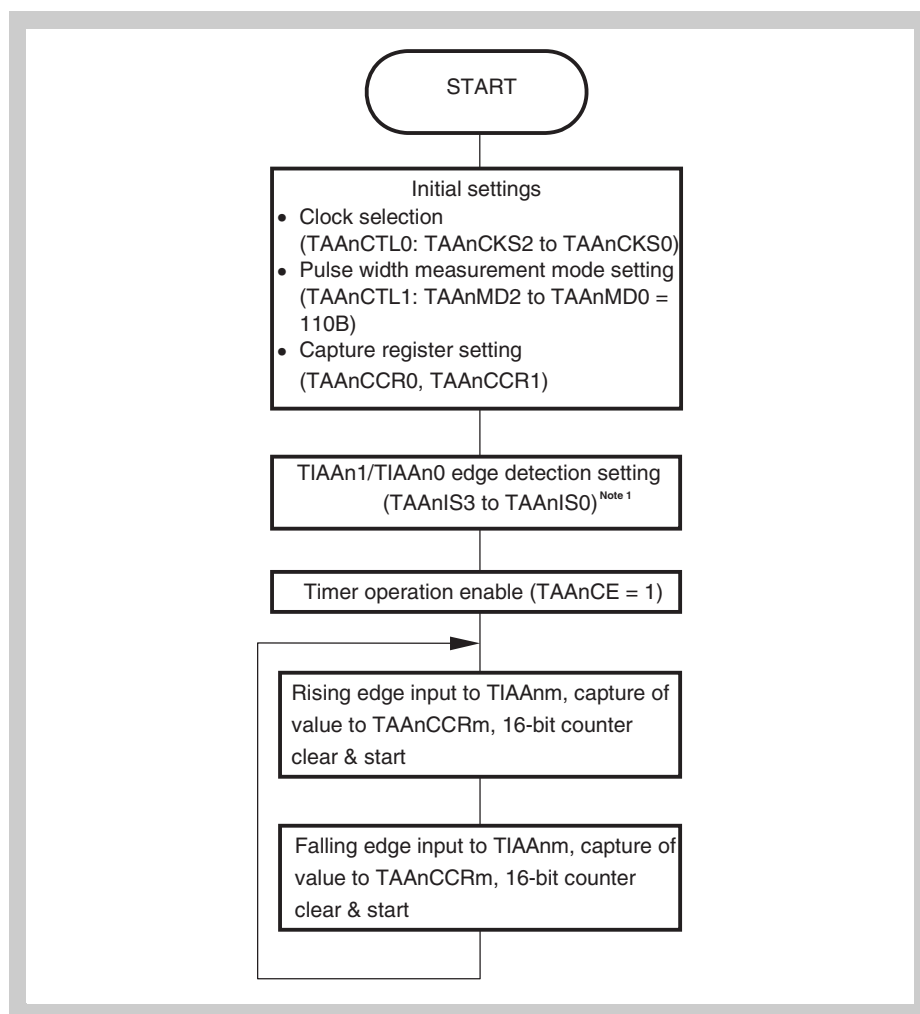 START
Initial settings
• Clock selection
(TAAnCTL0: TAAnCKS2 to TAAnCKS0)
• Pulse width measurement mode setting
(TAAnCTL1: TAAnMD2 to TAAnMD0 =
110B)
• Capture register setting
(TAAnCCR0, TAAnCCR1)
TIAAn1/TIAAn0 edge detection setting
(TAAnIS3 to TAAnIS0) Note 1
Timer operation enable (TAAnCE = 1)
Rising edge input to TIAAnm, capture of
value to TAAnCCRm, 16-bit counter
clear & start
Falling edge input to TIAAnm, capture of
value to TAAnCCRm, 16-bit counter
clear & start